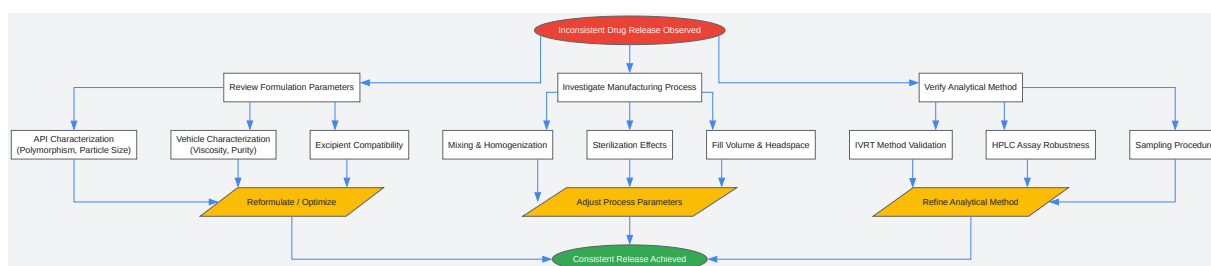 Inconsistent Drug Release Observed
Review Formulation Parameters
Investigate Manufacturing Process
Verify Analytical Method
API Characterization
(Polymorphism, Particle Size)
Vehicle Characterization
(Viscosity, Purity)
Excipient Compatibility
Mixing & Homogenization
Sterilization Effects
Fill Volume & Headspace
IVRT Method Validation
HPLC Assay Robustness
Sampling Procedure
Reformulate / Optimize
Adjust Process Parameters
Refine Analytical Method
Consistent Release Achieved